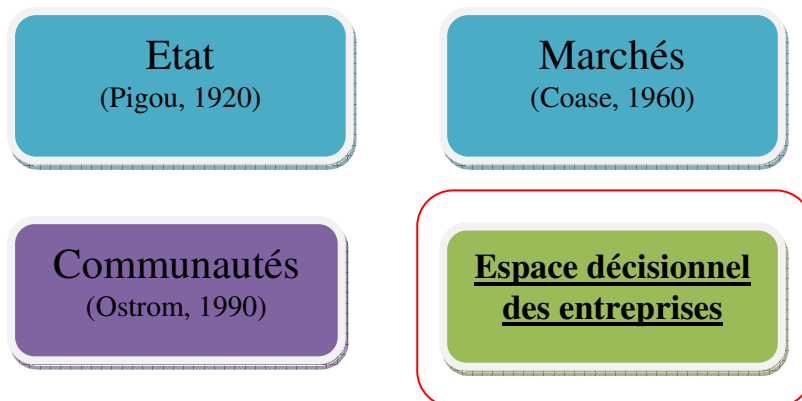 Etat
(Pigou, 1920)
Marchés
(Coase, 1960)
Communautés
(Ostrom, 1990)
Espace décisionnel
des entreprises